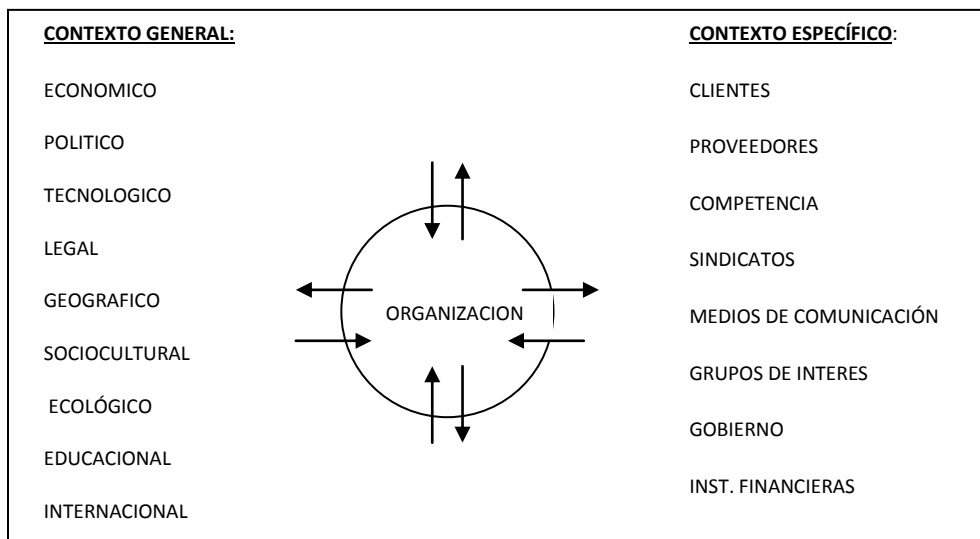 CONTEXTO GENERAL:
ECONOMICO
POLITICO
TECNOLOGICO
LEGAL
GEOGRAFICO
SOCIOCULTURAL
ECOLÓGICO
EDUCACIONAL
INTERNACIONAL
ORGANIZACION
CONTEXTO ESPECÍFICO:
CLIENTES
PROVEEDORES
COMPETENCIA
SINDICATOS
MEDIOS DE COMUNICACIÓN
GRUPOS DE INTERES
GOBIERNO
INST. FINANCIERAS